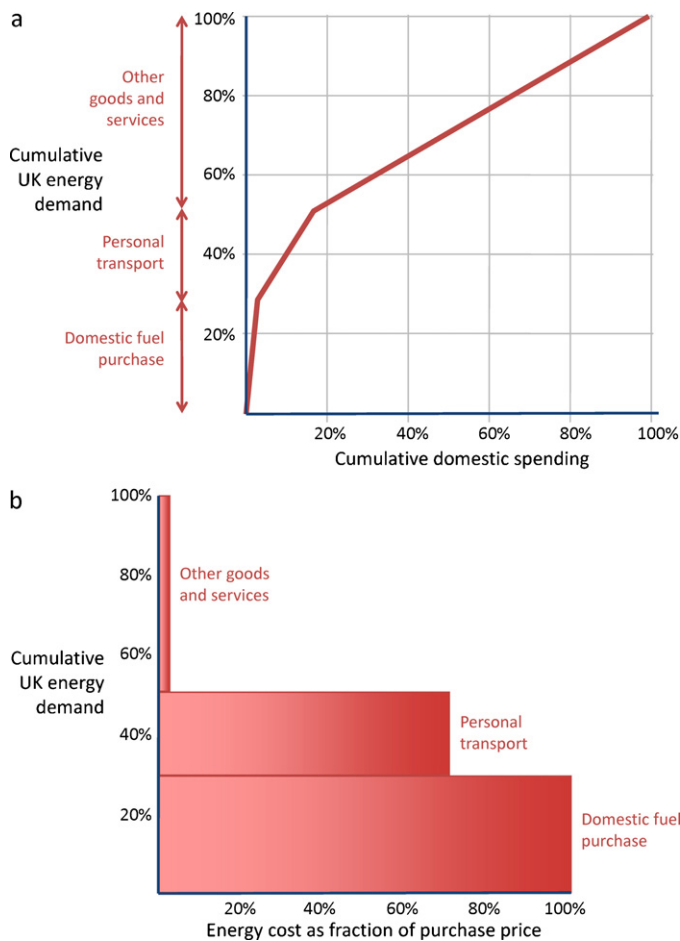 a
100%
Other
goods and
services
80%
Cumulative
UK energy
demand
60%
Personal
transport
40%
Domestic fuel
purchase
20%
20%
40%
60%
80%
100%
Cumulative domestic spending
b
100%
Other goods
and services
80%
Cumulative
UK energy
demand
60%
Personal
transport
40%
Domestic fuel
purchase
20%
20%
40%
60%
80%
100%
Energy cost as fraction of purchase price